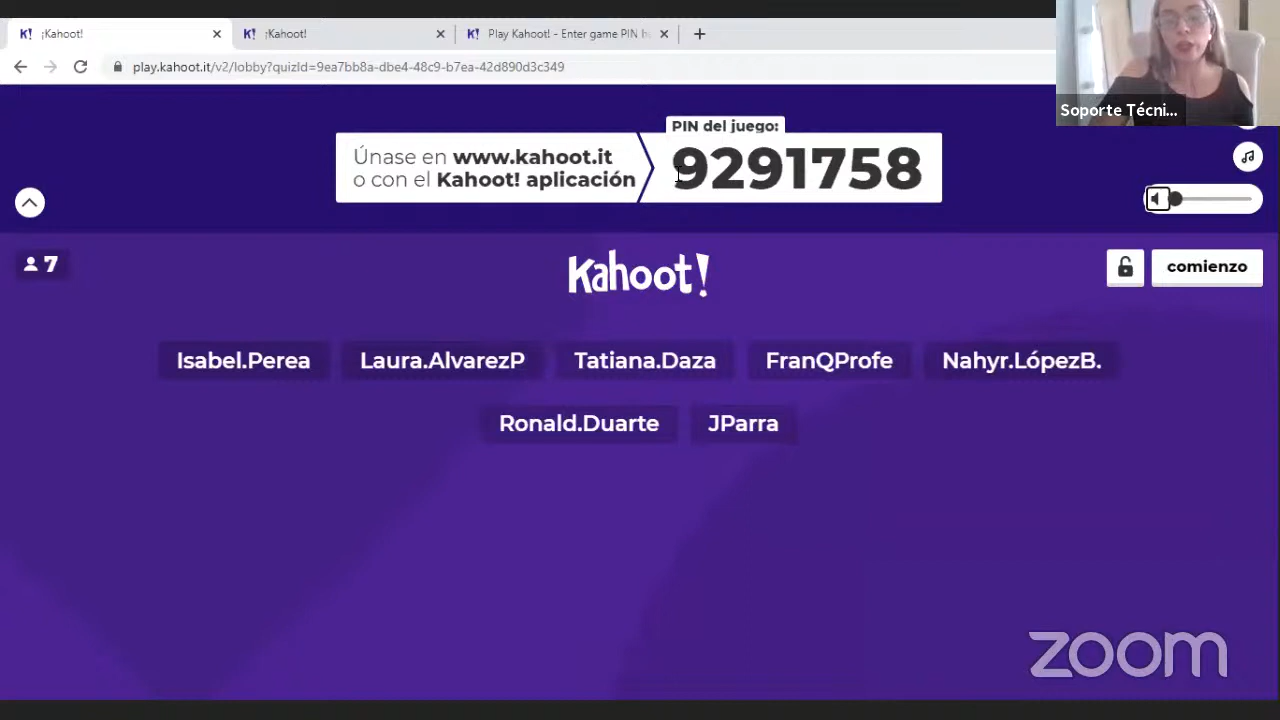 ¡Kahoot!
¡Kahoot!
Play Kahoot! - Enter game PIN h
play.kahoot.it/v2/lobby?quizId=9ea7bb8a-dbe4-48c9-b7ea-42d890d3c349
Soporte Técni...
PIN del juego:
Únase en www.kahoot.it
o con el Kahoot! aplicación
9291758
7
Kahoot!
comienzo
Isabel.Perea
Laura.AlvarezP
Tatiana.Daza
FranQProfe
Nahyr.LópezB.
Ronald.Duarte
JParra
zoom